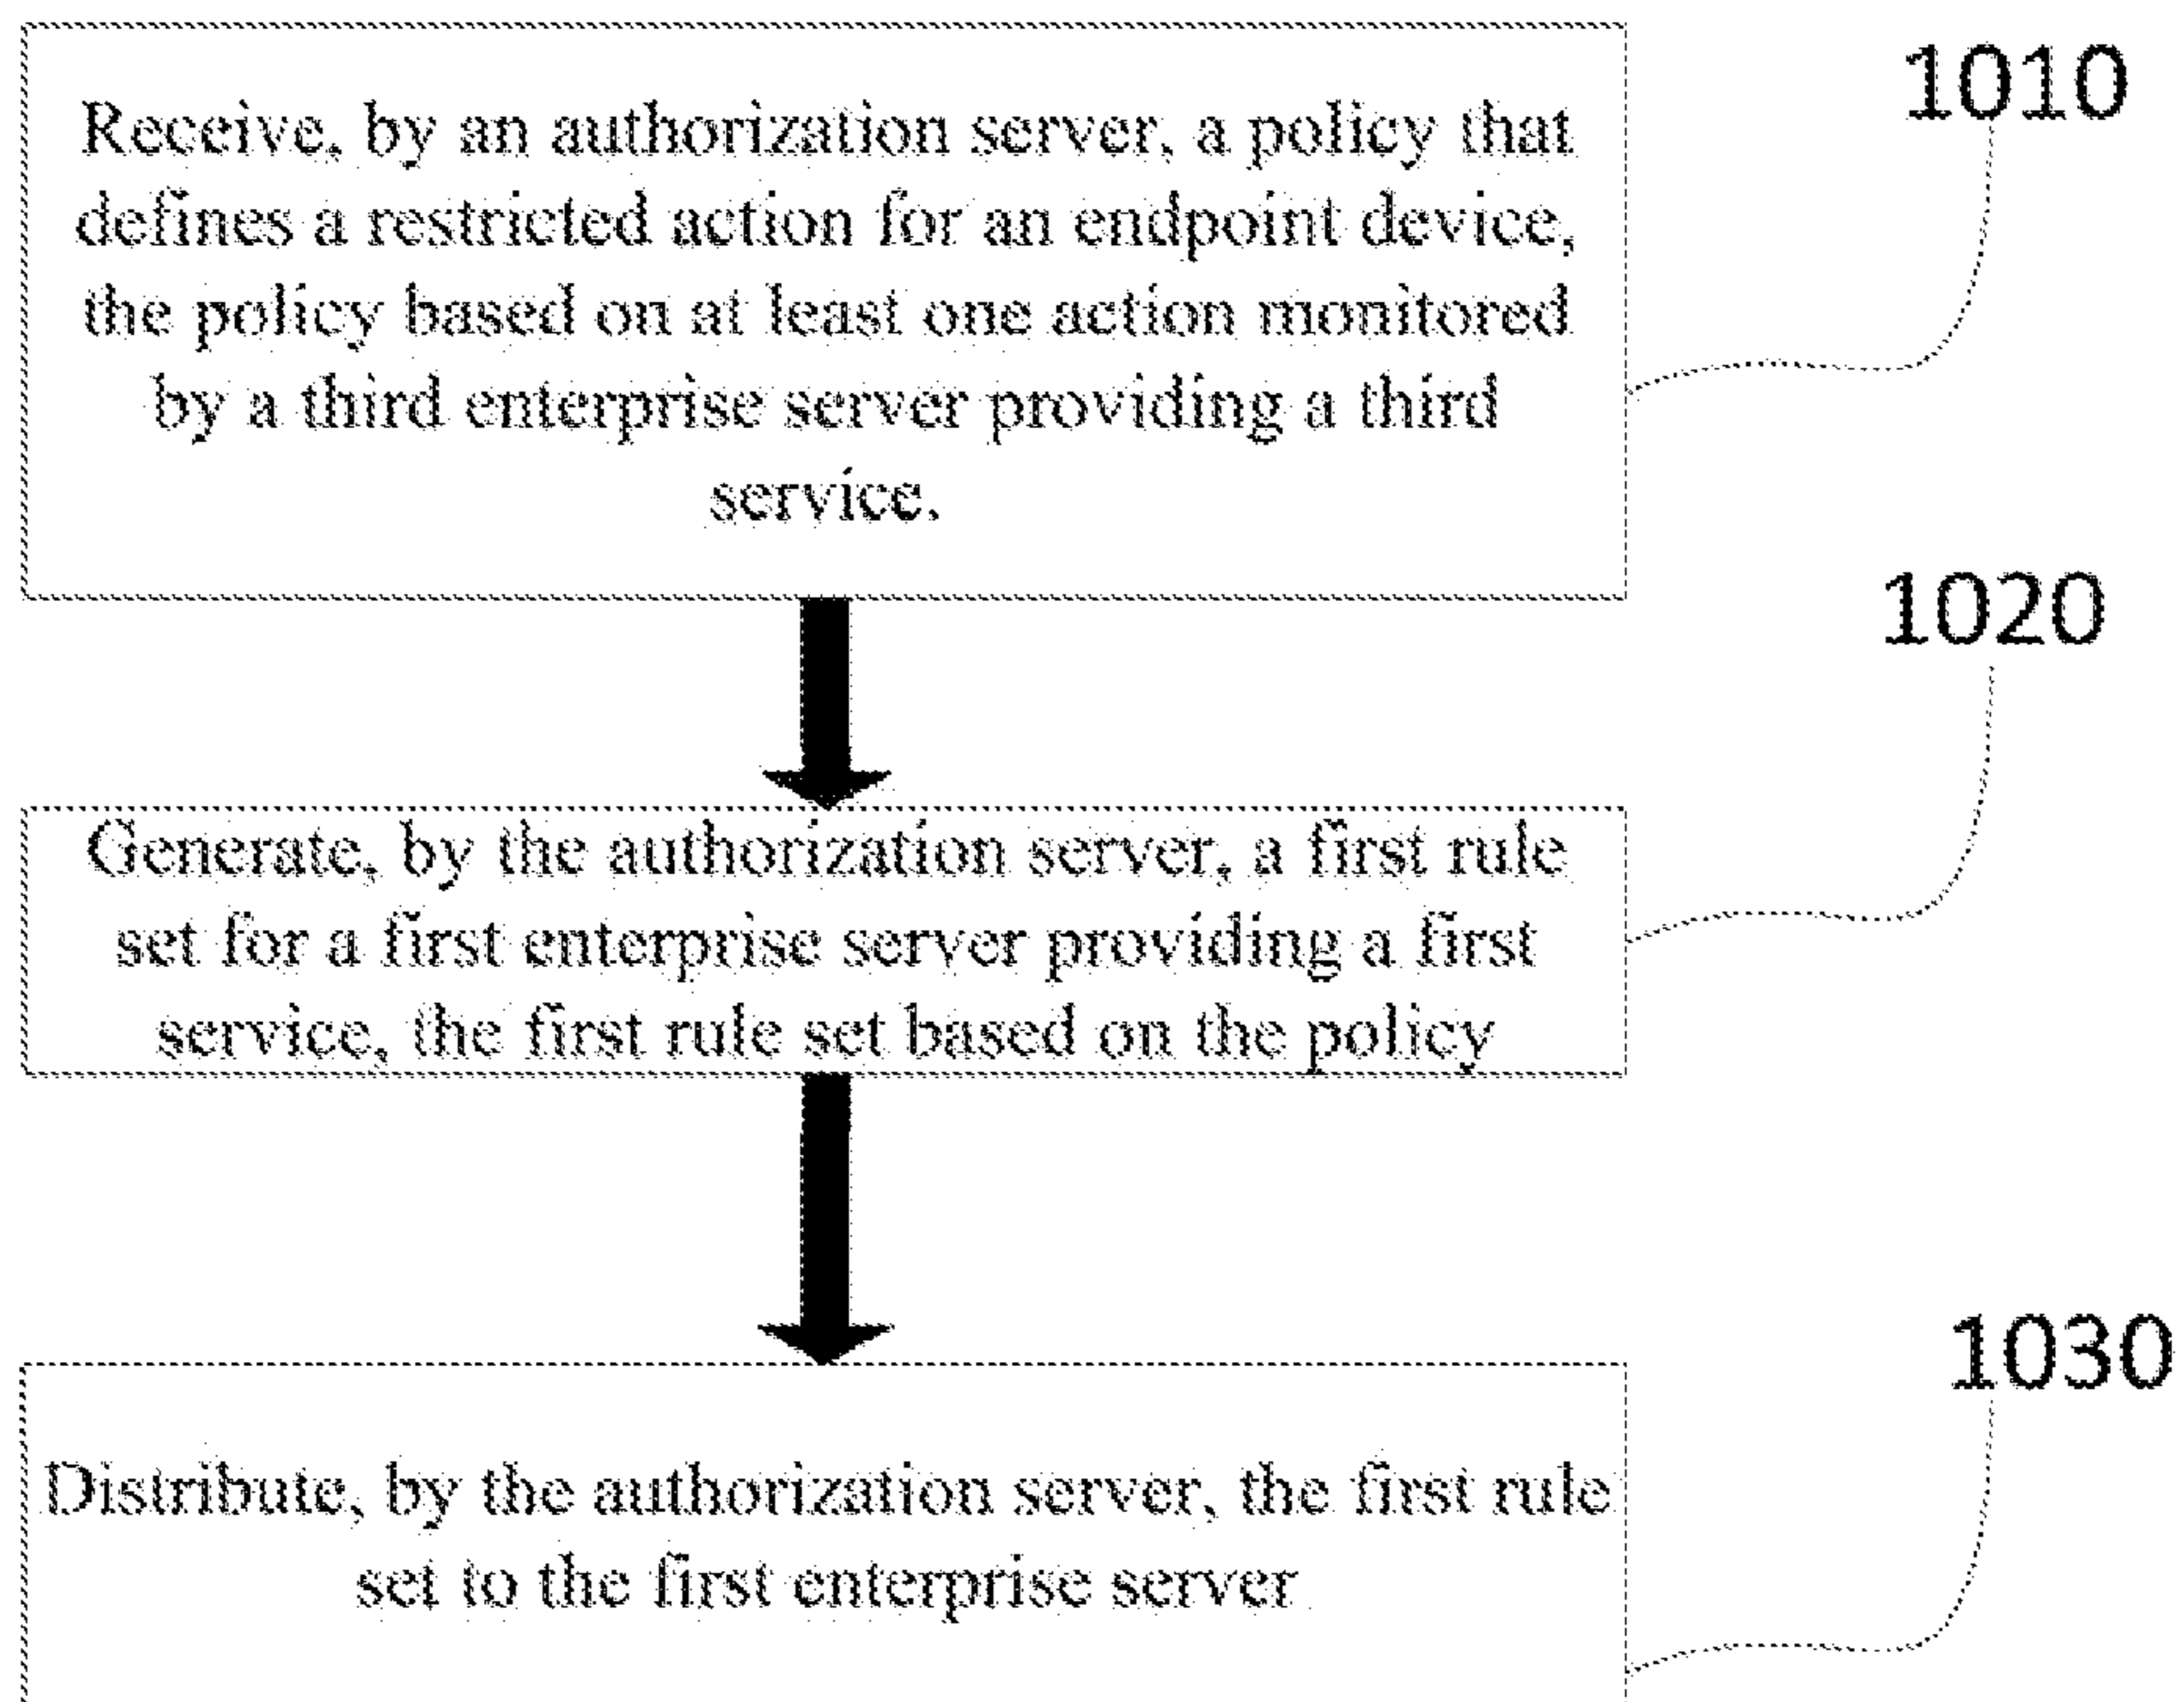 1010
Receive, by an authorization server, a policy that
defines a restricted action for an endpoint device,
the policy based on at least one action monitored
by a third enterprise server providing a third
service.
1020
Generate, by the authorization server, a first rule
set for a first enterprise server providing a first
service, the first rule set based on the policy
1030
Distribute, by the authorization server, the first rule
set to the first enterprise server